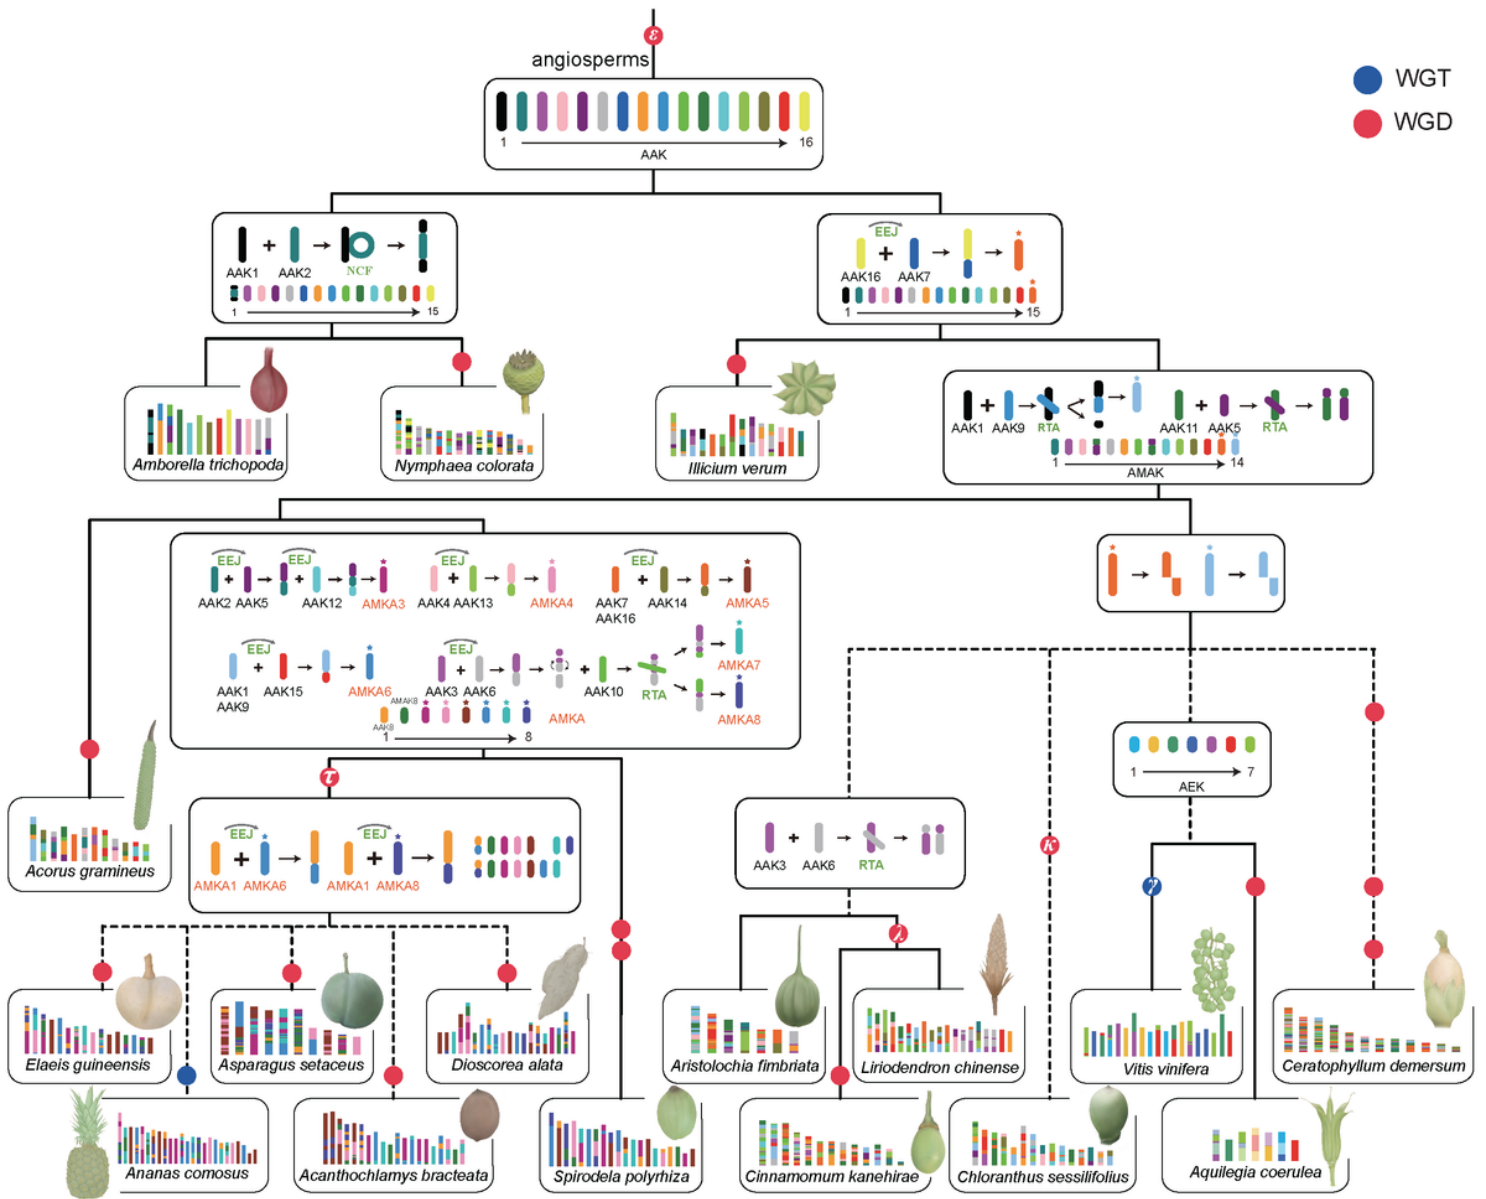 ε
angiosperms
WGT
WGD
1 16
AAK
AAK1 + AAK2 NCF
1 15
EEJ
AAK16 + AAK7
1 15
Amborella trichopoda
Nymphaea colorata
Illicium verum
AAK1 + AAK9 RTA AAK11 + AAK5 RTA
1 14
AMAK
EEJ EEJ EEJ EEJ
AAK2 + AAK5 + AAK12 AMKA3 AAK4 + AAK13 AMKA4 AAK7 + AAK14 AMKA5
AAK16
EEJ EEJ
AAK1 + AAK15 AMKA6 AAK3 + AAK6 + AAK10 RTA AMKA7
AAK9
AMKA8
AMAK8
AAK8
AMKA
1 8
Acorus gramineus
τ
EEJ EEJ
AMKA1 + AMKA6 AMKA1 + AMKA8
1 7
AEK
AAK3 + AAK6 RTA
κ
γ
λ
Elaeis guineensis
Asparagus setaceus
Dioscorea alata
Aristolochia fimbriata
Liriodendron chinense
Vitis vinifera
Ceratophyllum demersum
Ananas comosus
Acanthochlamys bracteata
Spirodela polyrhiza
Cinnamomum kanehirae
Chloranthus sessilifolius
Aquilegia coerulea